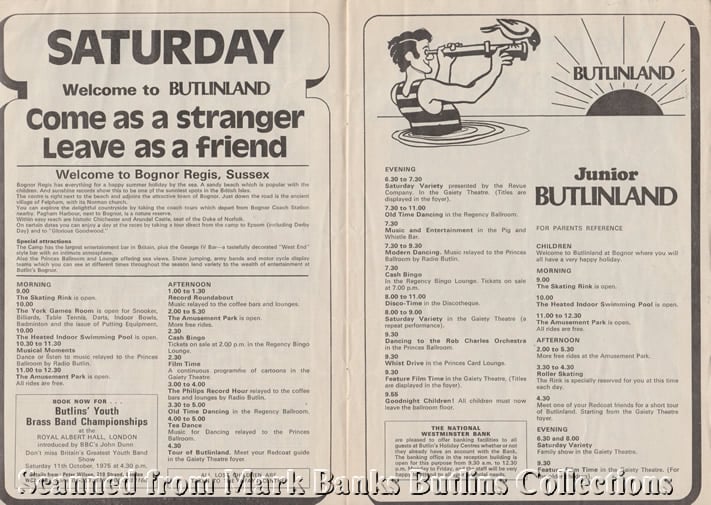 SATURDAY
Welcome to BUTLINLAND
Come as a stranger
Leave as a friend
Welcome to Bognor Regis, Sussex
Bognor Regis has everything for a happy summer holiday by the sea. A sandy beach which is popular with the
children. And sunshine records show this to be one of the sunniest spots in the British Isles.
The centre is right next to the beach and adjoins the attractive town of Bognor. Just down the road is the ancient
village of Felpham, with its Norman church.
You can explore the delightful countryside by taking the coach tours which depart from Bognor Coach Station
nearby. Pagham Harbour, next to Bognor, is a nature reserve.
Within easy reach are historic Chichester and Arundel Castle, seat of the Duke of Norfolk.
On certain dates you can enjoy a day at the races by taking a tour direct from the camp to Epsom (including Derby
Day) and to "Glorious Goodwood."
Special attractions
The Camp has the largest entertainment bar in Britain, plus the George IV Bar—a tastefully decorated "West End"
style bar with an intimate atmosphere.
Also the Princes Ballroom and Lounge offering sea views. Show jumping, army bands and motor cycle display
teams which you can see at different times throughout the season lend variety to the wealth of entertainment at
Butlin's Bognor.
MORNING
9.00
The Skating Rink is open.
10.00
The York Games Room is open for Snooker,
Billiards, Table Tennis, Darts, Indoor Bowls,
Badminton and the issue of Putting Equipment.
10.00
The Heated Indoor Swimming Pool is open.
10.30 to 11.30
Musical Moments
Dance or listen to music relayed to the Princes
Ballroom by Radio Butlin.
11.00 to 12.30
The Amusement Park is open.
All rides are free.
BOOK NOW FOR . . .
Butlins' Youth
Brass Band Championships
at the
ROYAL ALBERT HALL, LONDON
introduced by BBC's John Dunn
Don't miss Britain's Greatest Youth Band
Show
Saturday 11th October, 1975 at 4.30 p.m.
AFTERNOON
1.00 to 1.30
Record Roundabout
Music relayed to the coffee bars and lounges.
2.00 to 5.30
The Amusement Park is open.
More free rides.
2.30
Cash Bingo
Tickets on sale at 2.00 p.m. in the Regency Bingo
Lounge.
2.30
Film Time
A continuous programme of cartoons in the
Gaiety Theatre.
3.00 to 4.00
The Philips Record Hour relayed to the coffee
bars and lounges by Radio Butlin.
3.30 to 5.00
Old Time Dancing in the Regency Ballroom.
4.00 to 5.00
Tea Dance
Music for Dancing relayed to the Princes
Ballroom.
4.30
Tour of Butlinland. Meet your Redcoat guide
in the Gaiety Theatre foyer.
EVENING
6.30 to 7.30
Saturday Variety presented by the Revue
Company. In the Gaiety Theatre. (Titles are
displayed in the foyer).
7.30 to 11.00
Old Time Dancing in the Regency Ballroom.
7.30
Music and Entertainment in the Pig and
Whistle Bar.
7.30 to 9.30
Modern Dancing. Music relayed to the Princes
Ballroom by Radio Butlin.
7.30
Cash Bingo
In the Regency Bingo Lounge. Tickets on sale
at 7.00 p.m.
8.00 to 11.00
Disco-Time in the Discotheque.
8.00 to 9.00
Saturday Variety in the Gaiety Theatre (a
repeat performance).
9.30
Dancing to the Rob Charles Orchestra
in the Princes Ballroom.
9.30
Whist Drive in the Princes Card Lounge.
9.30
Feature Film Time in the Gaiety Theatre, (Titles
are displayed in the foyer).
9.55
Goodnight Children! All children must now
leave the ballroom floor.
THE NATIONAL
WESTMINSTER BANK
are pleased to offer banking facilities to all
guests at Butlin's Holiday Centres whether or not
they already have an account with the Bank.
The banking office in the reception building is
open for this purpose from 9.30 a.m. to 12.30
BUTLINLAND
Junior
BUTLINLAND
FOR PARENTS REFERENCE
CHILDREN
Welcome to Butlinland at Bognor where you will
all have a very happy holiday.
MORNING
9.00
The Skating Rink is open.
10.00
The Heated Indoor Swimming Pool is open.
11.00 to 12.30
The Amusement Park is open.
All rides are free.
AFTERNOON
2.00 to 5.30
More free rides at the Amusement Park.
3.30 to 4.30
Roller Skating
The Rink is specially reserved for you at this time
each day.
4.30
Meet one of your Redcoat friends for a short tour
of Butlinland. Starting from the Gaiety Theatre
foyer.
EVENING
6.30 and 8.00
Saturday Variety
Family show in the Gaiety Theatre.
9.30
Feature Film Time in the Gaiety Theatre. (For
Scanned from Mark Banks Butlins Collections